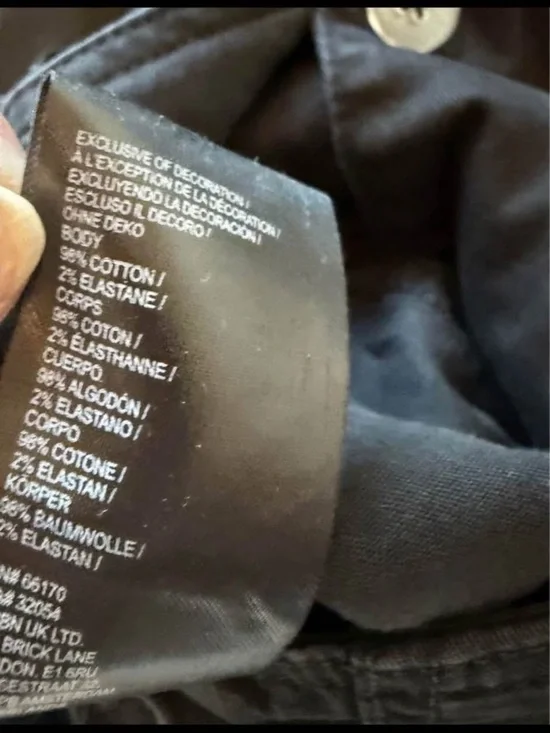 EXCLUSIVE OF DECORATION /
À L'EXCEPTION DE LA DÉCORATION /
EXCLUYENDO LA DECORACIÓN /
ESCLUSO IL DECORO /
OHNE DEKO
BODY
98% COTTON /
2% ELASTANE /
CORPS
98% COTON /
2% ÉLASTHANNE /
CUERPO
98% ALGODÓN /
2% ELASTANO /
CORPO
98% COTONE /
2% ELASTAN /
KÖRPER
98% BAUMWOLLE /
2% ELASTAN /
N# 66170
# 32054
BN UK LTD.
BRICK LANE
DON. E1 6RU